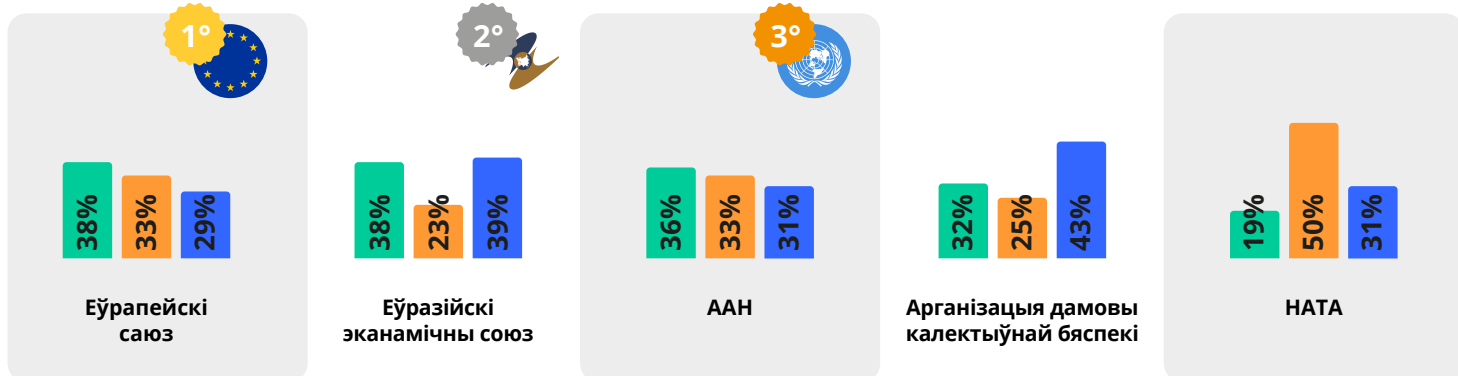 1°
2°
3°
38%
33%
29%
38%
23%
39%
36%
33%
31%
32%
25%
43%
19%
50%
31%
Еўрапейскі
саюз
Еўразійскі
эканамічны союз
ААН
Арганізацыя дамовы
калектыўнай бяспекі
НАТА